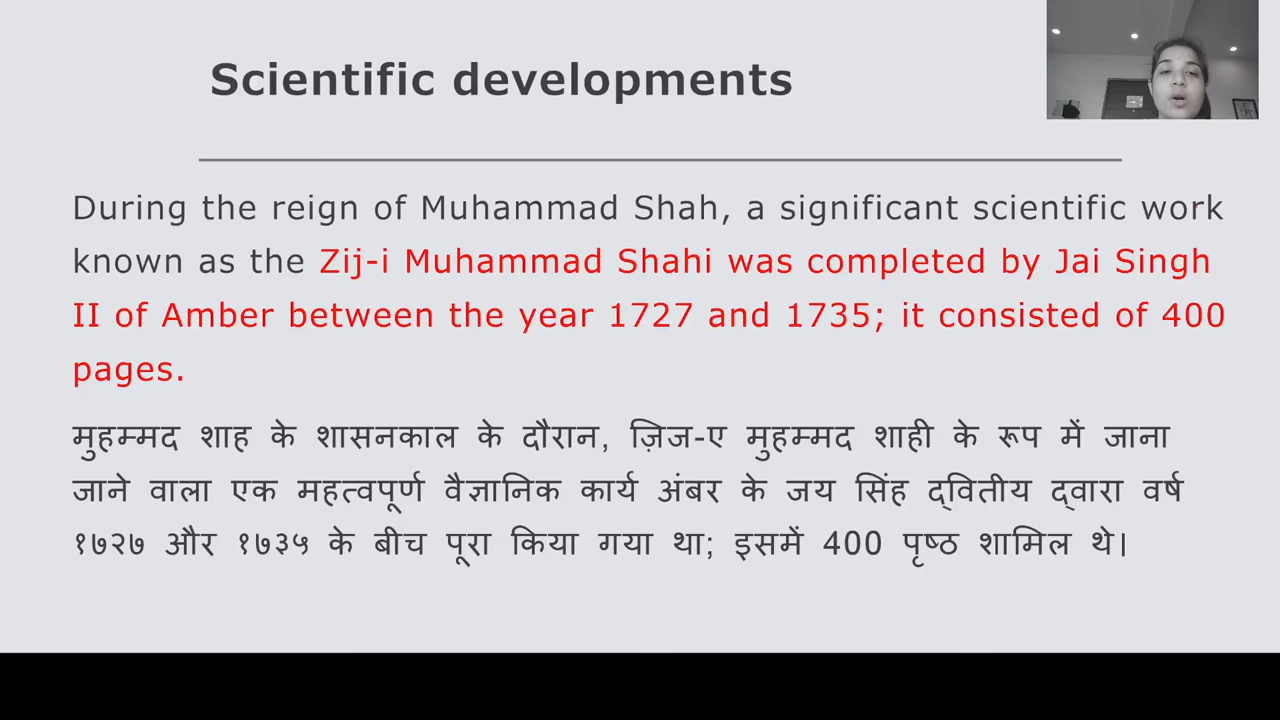 Scientific developments
During the reign of Muhammad Shah, a significant scientific work
known as the Zij-i Muhammad Shahi was completed by Jai Singh
II of Amber between the year 1727 and 1735; it consisted of 400
pages.
मुहम्मद शाह के शासनकाल के दौरान, ज़िज-ए मुहम्मद शाही के रूप में जाना
जाने वाला एक महत्वपूर्ण वैज्ञानिक कार्य अंबर के जय सिंह द्वितीय द्वारा वर्ष
१७२७ और १७३५ के बीच पूरा किया गया था; इसमें 400 पृष्ठ शामिल थे।